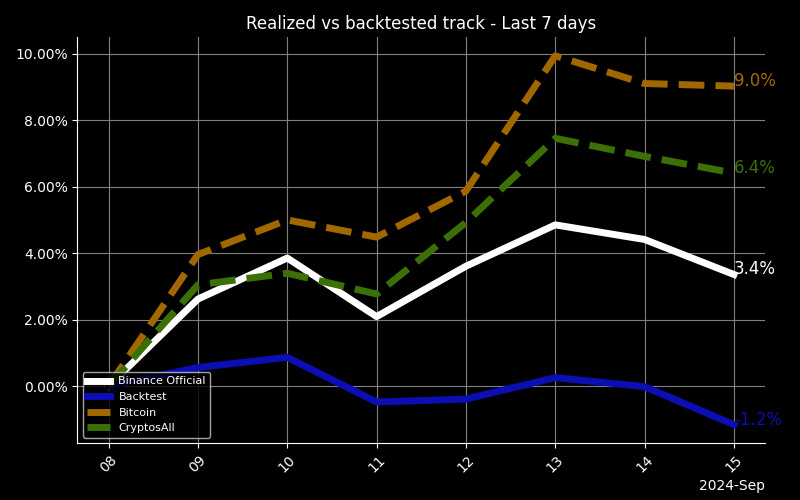 Realized vs backtested track - Last 7 days
10.00%
8.00%
6.00%
4.00%
2.00%
0.00%
9.0%
6.4%
3.4%
-1.2%
Binance Official
Backtest
Bitcoin
CryptosAll
08 09 10 11 12 13 14 15
2024-Sep